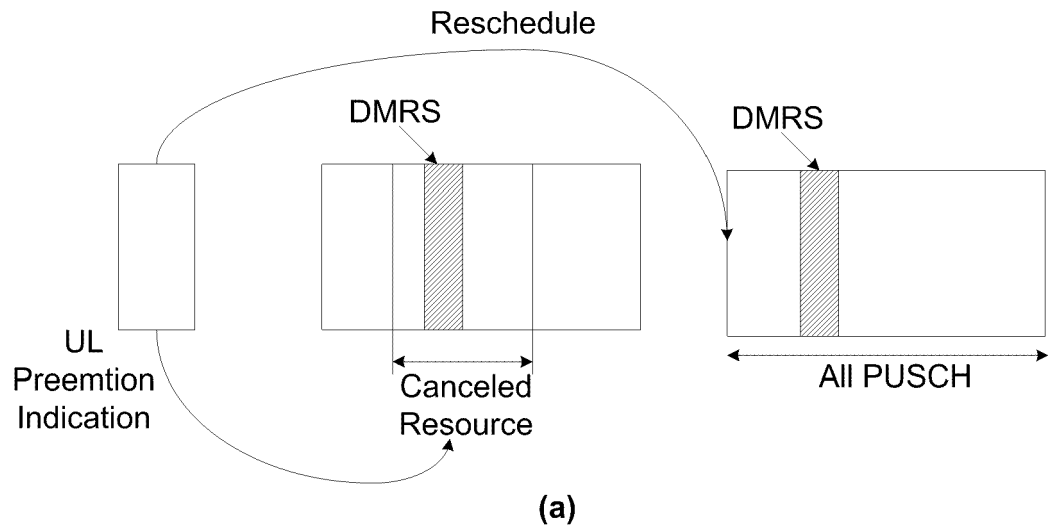 Reschedule
DMRS
DMRS
UL
Preemtion
Indication
Canceled
Resource
All PUSCH
(a)